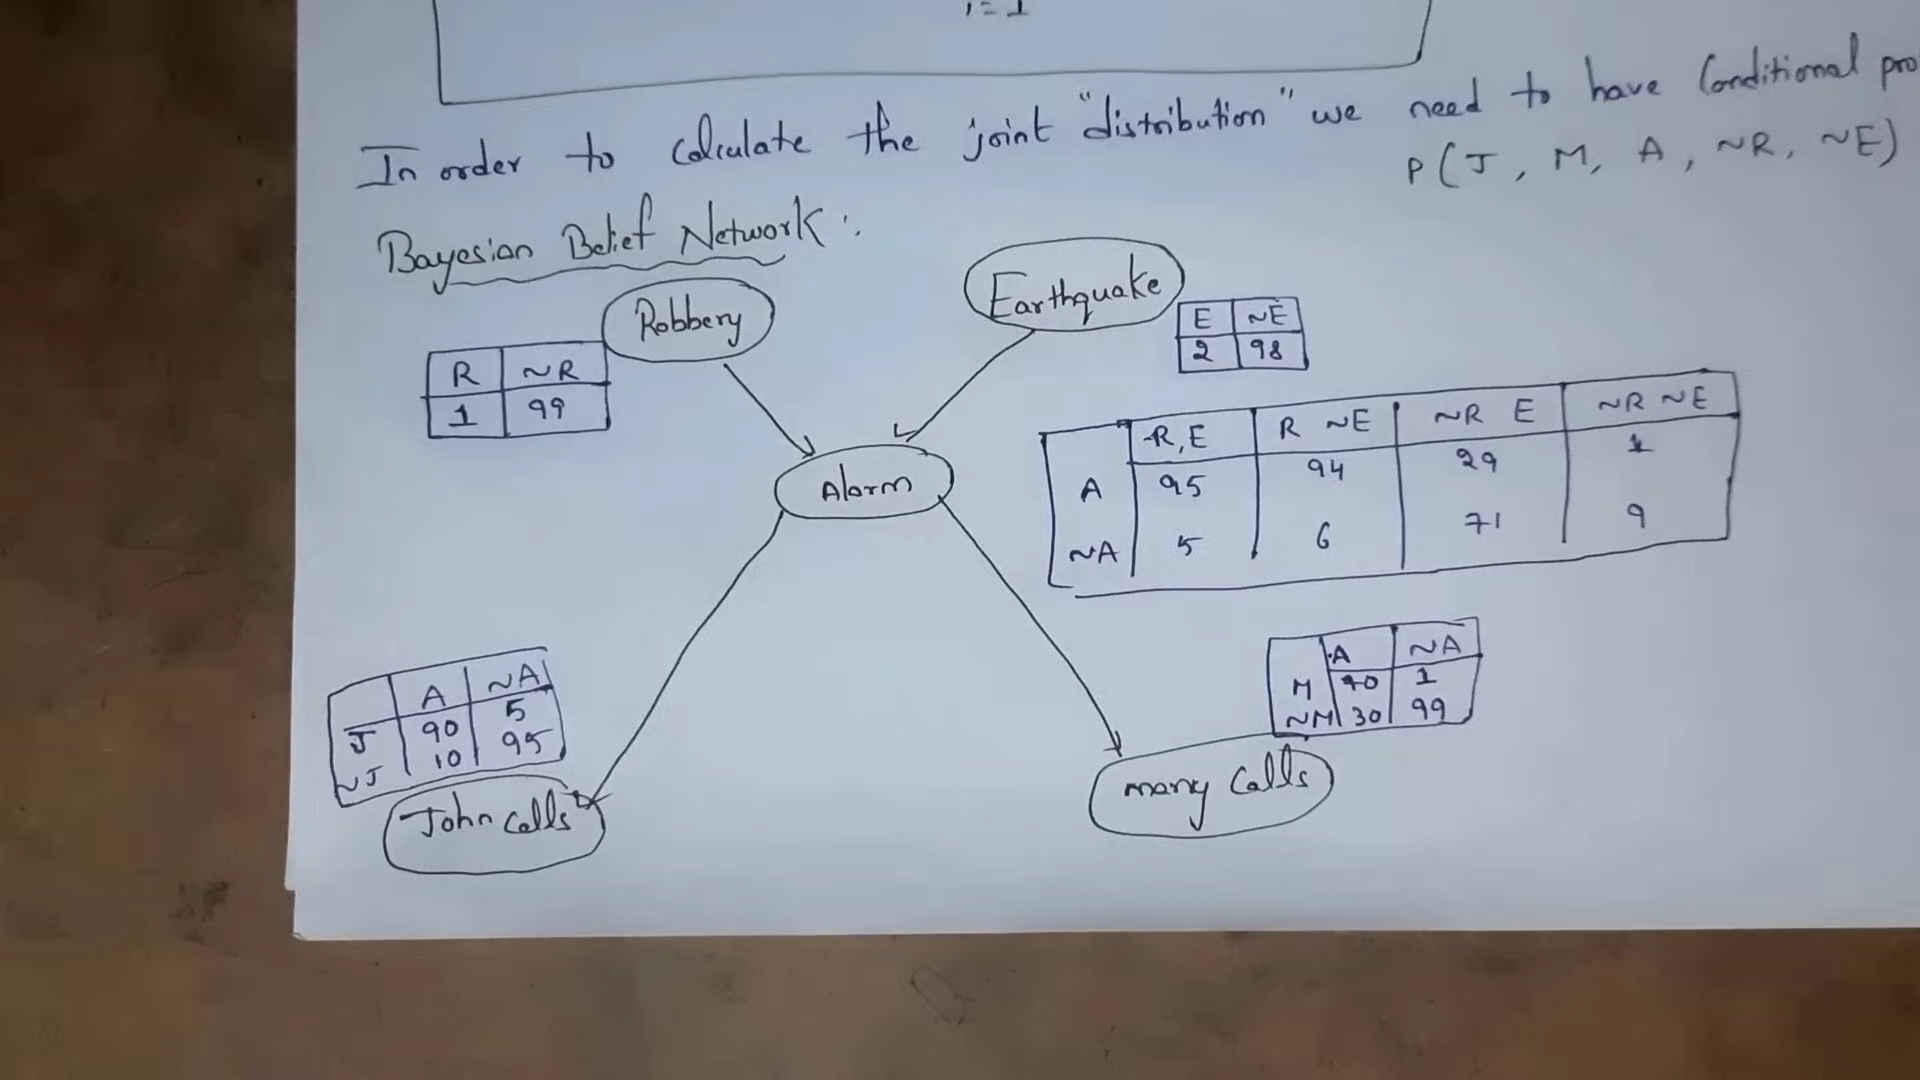 i = 1
In order to calculate the joint "distribution" we need to have Conditional pro
P(J, M, A, ~R, ~E)
Bayesian Belief Network:
Robbery
Earthquake
R ~R
1 99
E ~E
2 98
Alarm
R,E R ~E ~R E ~R ~E
A 95 94 29 1
~A 5 6 71 9
A ~A
J 90 5
~J 10 95
John calls
A ~A
M 70 1
~M 30 99
many Calls